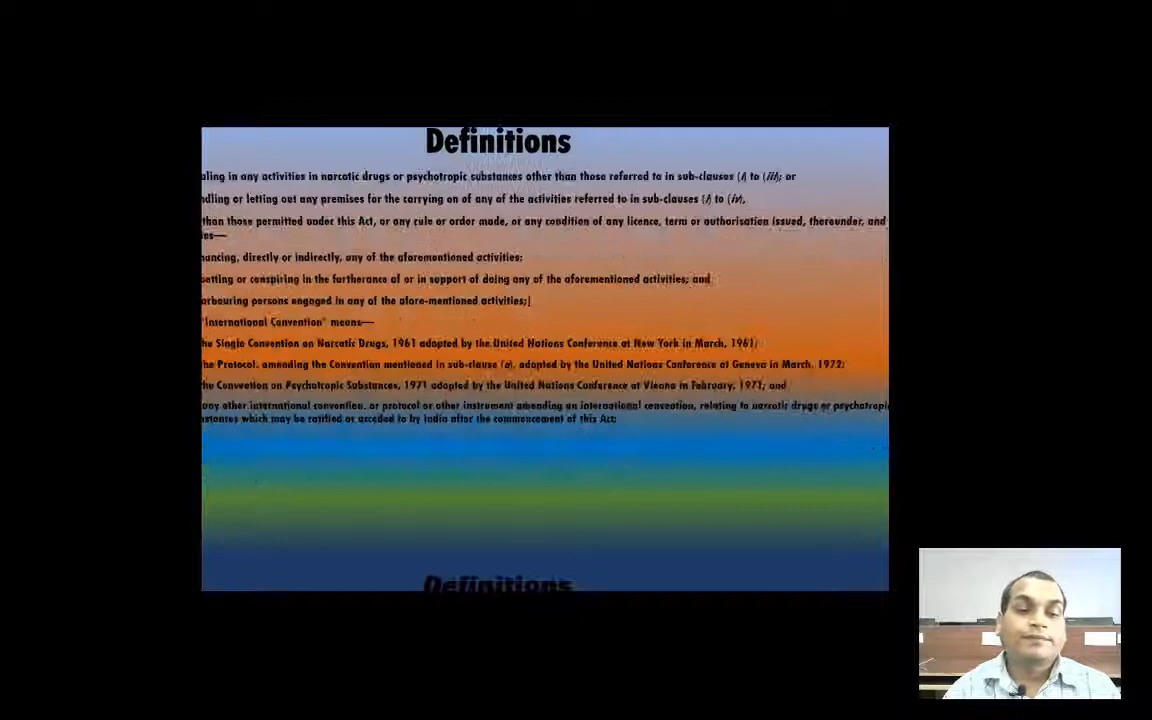 Definitions
aling in any activities in narcotic drugs or psychotropic substances other than those referred to in sub-clauses (i) to (iii); or
ndling or letting out any premises for the carrying on of any of the activities referred to in sub-clauses (i) to (iv),
than those permitted under this Act, or any rule or order made, or any condition of any licence, term or authorisation issued, thereunder, and
es—
nancing, directly or indirectly, any of the aforementioned activities;
etting or conspiring in the furtherance of or in support of doing any of the aforementioned activities; and
arbouring persons engaged in any of the afore-mentioned activities;]
"International Convention" means—
he Single Convention on Narcotic Drugs, 1961 adopted by the United Nations Conference at New York in March, 1961;
he Protocol, amending the Convention mentioned in sub-clause (a), adopted by the United Nations Conference at Geneva in March, 1972;
the Convention on Psychotropic Substances, 1971 adopted by the United Nations Conference at Vienna in February, 1971; and
any other international convention, or protocol or other instrument amending an international convention, relating to narcotic drugs or psychotropic
stances which may be ratified or acceded to by India after the commencement of this Act;
Definitions